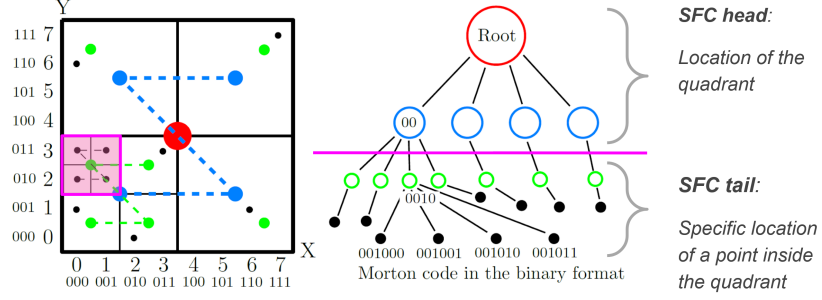 Y
111 7
110 6
101 5
100 4
011 3
010 2
001 1
000 0
X
0 1 2 3 4 5 6 7
000 001 010 011 100 101 110 111
Root
00
0010
001000 001001 001010 001011
Morton code in the binary format
SFC head:
Location of the
quadrant
SFC tail:
Specific location
of a point inside
the quadrant